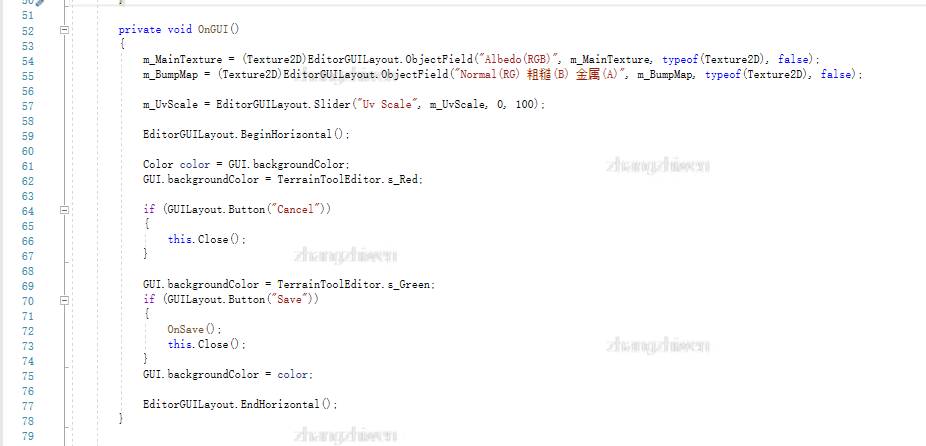 50
51
52 private void OnGUI()
53 {
54 m_MainTexture = (Texture2D)EditorGUILayout.ObjectField("Albedo(RGB)", m_MainTexture, typeof(Texture2D), false);
55 m_BumpMap = (Texture2D)EditorGUILayout.ObjectField("Normal(RG) 粗糙(B) 金属(A)", m_BumpMap, typeof(Texture2D), false);
56
57 m_UvScale = EditorGUILayout.Slider("Uv Scale", m_UvScale, 0, 100);
58
59 EditorGUILayout.BeginHorizontal();
60
61 Color color = GUI.backgroundColor;
62 GUI.backgroundColor = TerrainToolEditor.s_Red;
63
64 if (GUILayout.Button("Cancel"))
65 {
66 this.Close();
67 }
68
69 GUI.backgroundColor = TerrainToolEditor.s_Green;
70 if (GUILayout.Button("Save"))
71 {
72 OnSave();
73 this.Close();
74 }
75 GUI.backgroundColor = color;
76
77 EditorGUILayout.EndHorizontal();
78 }
79
zhangzhiwen
zhangzhiwen
zhangzhiwen
zhangzhiwen